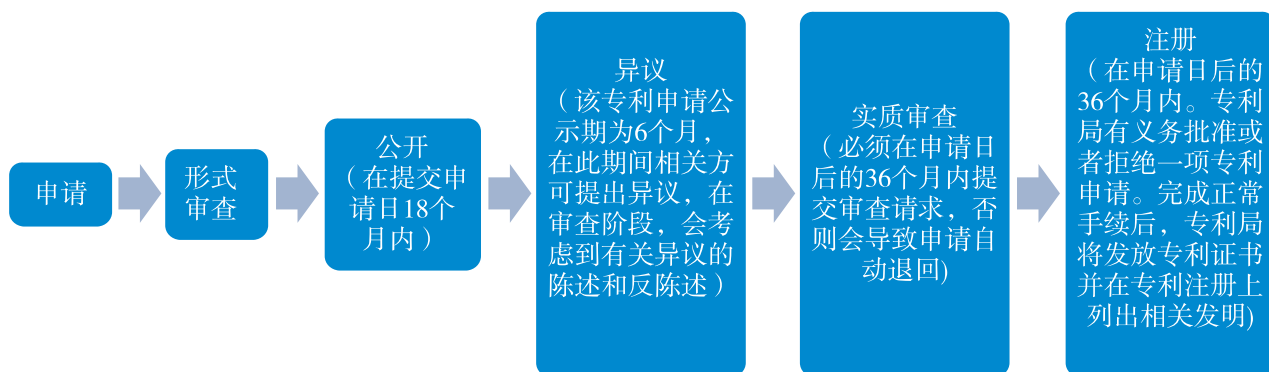 申请
形式
审查
公开
（在提交申
请日18个
月内）
异议
（该专利申请公
示期为6个月，
在此期间相关方
可提出异议，在
审查阶段，会考
虑到有关异议的
陈述和反陈述）
实质审查
（必须在申请日
后的36个月内提
交审查请求，否
则会导致申请自
动退回)
注册
（在申请日后的
36个月内。专利
局有义务批准或
者拒绝一项专利
申请。完成正常
手续后，专利局
将发放专利证书
并在专利注册上
列出相关发明)